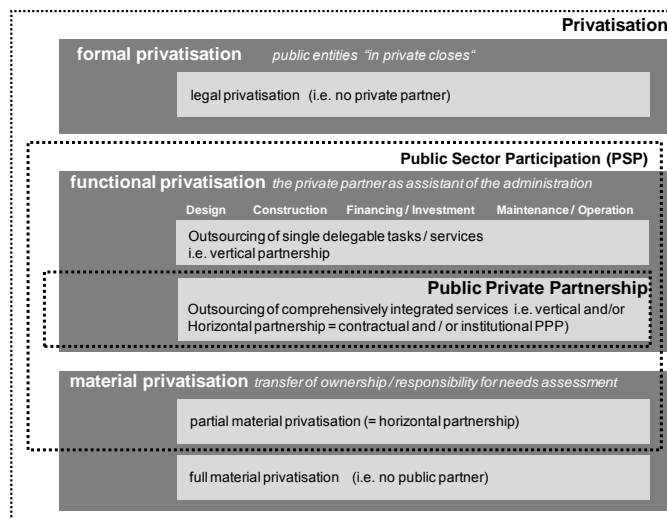 Privatisation
formal privatisation public entities "in private closes"
legal privatisation (i.e. no private partner)
Public Sector Participation (PSP)
functional privatisation the private partner as assistant of the administration
Design Construction Financing / Investment Maintenance / Operation
Outsourcing of single delegable tasks / services
i.e. vertical partnership
Public Private Partnership
Outsourcing of comprehensively integrated services i.e. vertical and/or
Horizontal partnership = contractual and / or institutional PPP)
material privatisation transfer of ownership / responsibility for needs assessment
partial material privatisation (= horizontal partnership)
full material privatisation (i.e. no public partner)